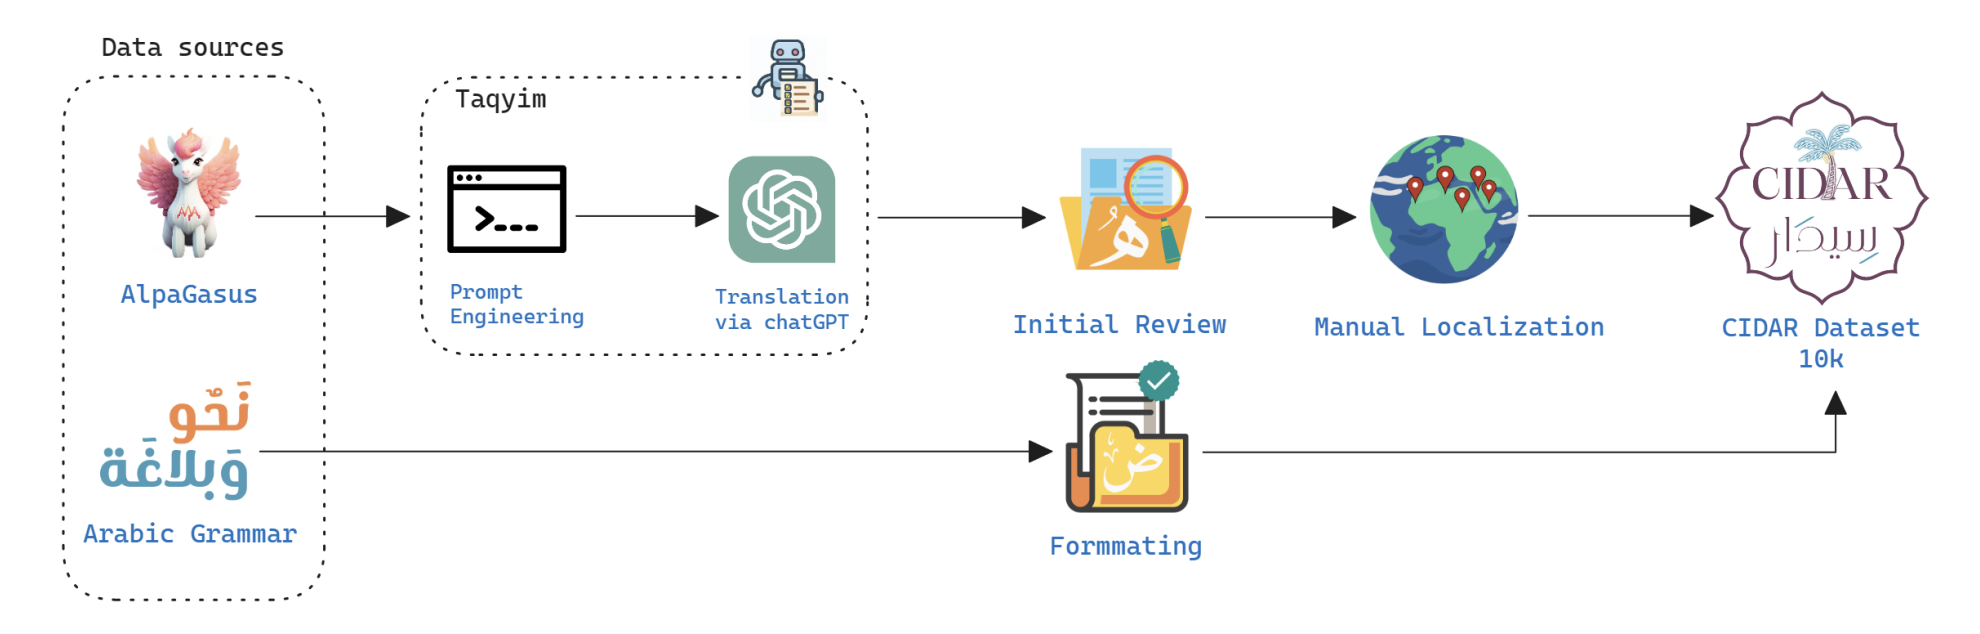 Data sources
Taqyim
AlpaGasus
Prompt
Engineering
Translation
via chatGPT
Initial Review
Manual Localization
CIDAR
سيدار
CIDAR Dataset
10k
نَحْو
وَبلاغَة
Arabic Grammar
ض
Formmating